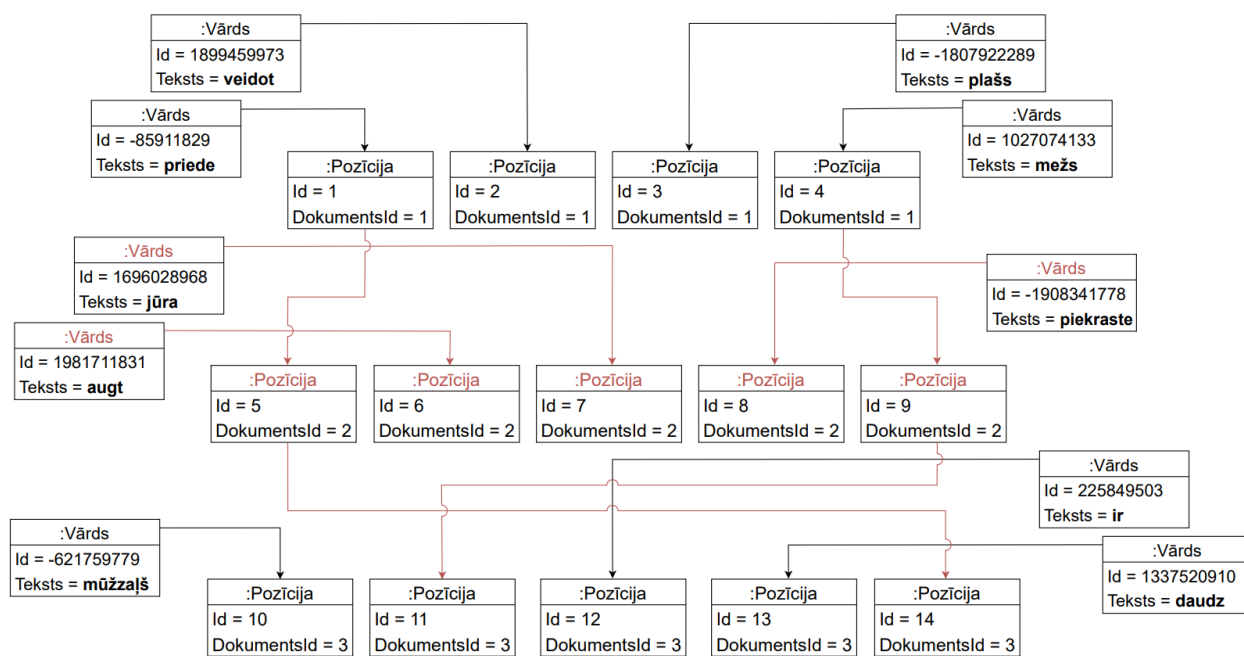 :Vārds
Id = 1899459973
Teksts = veidot
:Vārds
Id = -1807922289
Teksts = plašs
:Vārds
Id = -85911829
Teksts = priede
:Vārds
Id = 1027074133
Teksts = mežs
:Pozīcija
Id = 1
DokumentsId = 1
:Pozīcija
Id = 2
DokumentsId = 1
:Pozīcija
Id = 3
DokumentsId = 1
:Pozīcija
Id = 4
DokumentsId = 1
:Vārds
Id = 1696028968
Teksts = jūra
:Vārds
Id = -1908341778
Teksts = piekraste
:Vārds
Id = 1981711831
Teksts = augt
:Pozīcija
Id = 5
DokumentsId = 2
:Pozīcija
Id = 6
DokumentsId = 2
:Pozīcija
Id = 7
DokumentsId = 2
:Pozīcija
Id = 8
DokumentsId = 2
:Pozīcija
Id = 9
DokumentsId = 2
:Vārds
Id = 225849503
Teksts = ir
:Vārds
Id = -621759779
Teksts = mūžzaļš
:Vārds
Id = 1337520910
Teksts = daudz
:Pozīcija
Id = 10
DokumentsId = 3
:Pozīcija
Id = 11
DokumentsId = 3
:Pozīcija
Id = 12
DokumentsId = 3
:Pozīcija
Id = 13
DokumentsId = 3
:Pozīcija
Id = 14
DokumentsId = 3